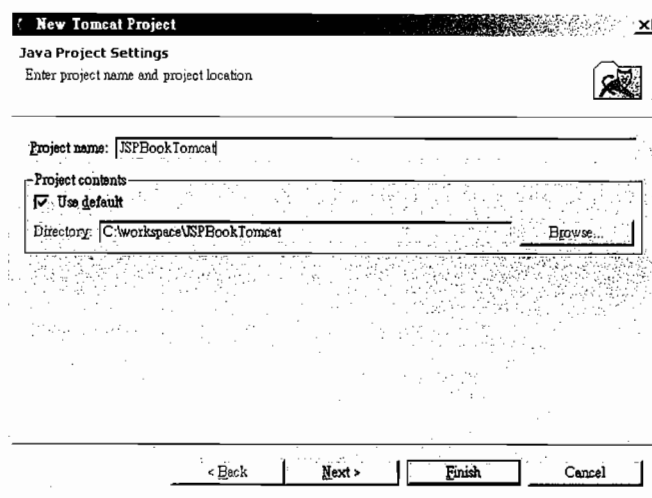 New Tomcat Project
Java Project Settings
Enter project name and project location
Project name: JSPBookTomcat
Project contents
Use default
Directory: C:\workspace\JSPBookTomcat Browse...
< Back Next > Finish Cancel